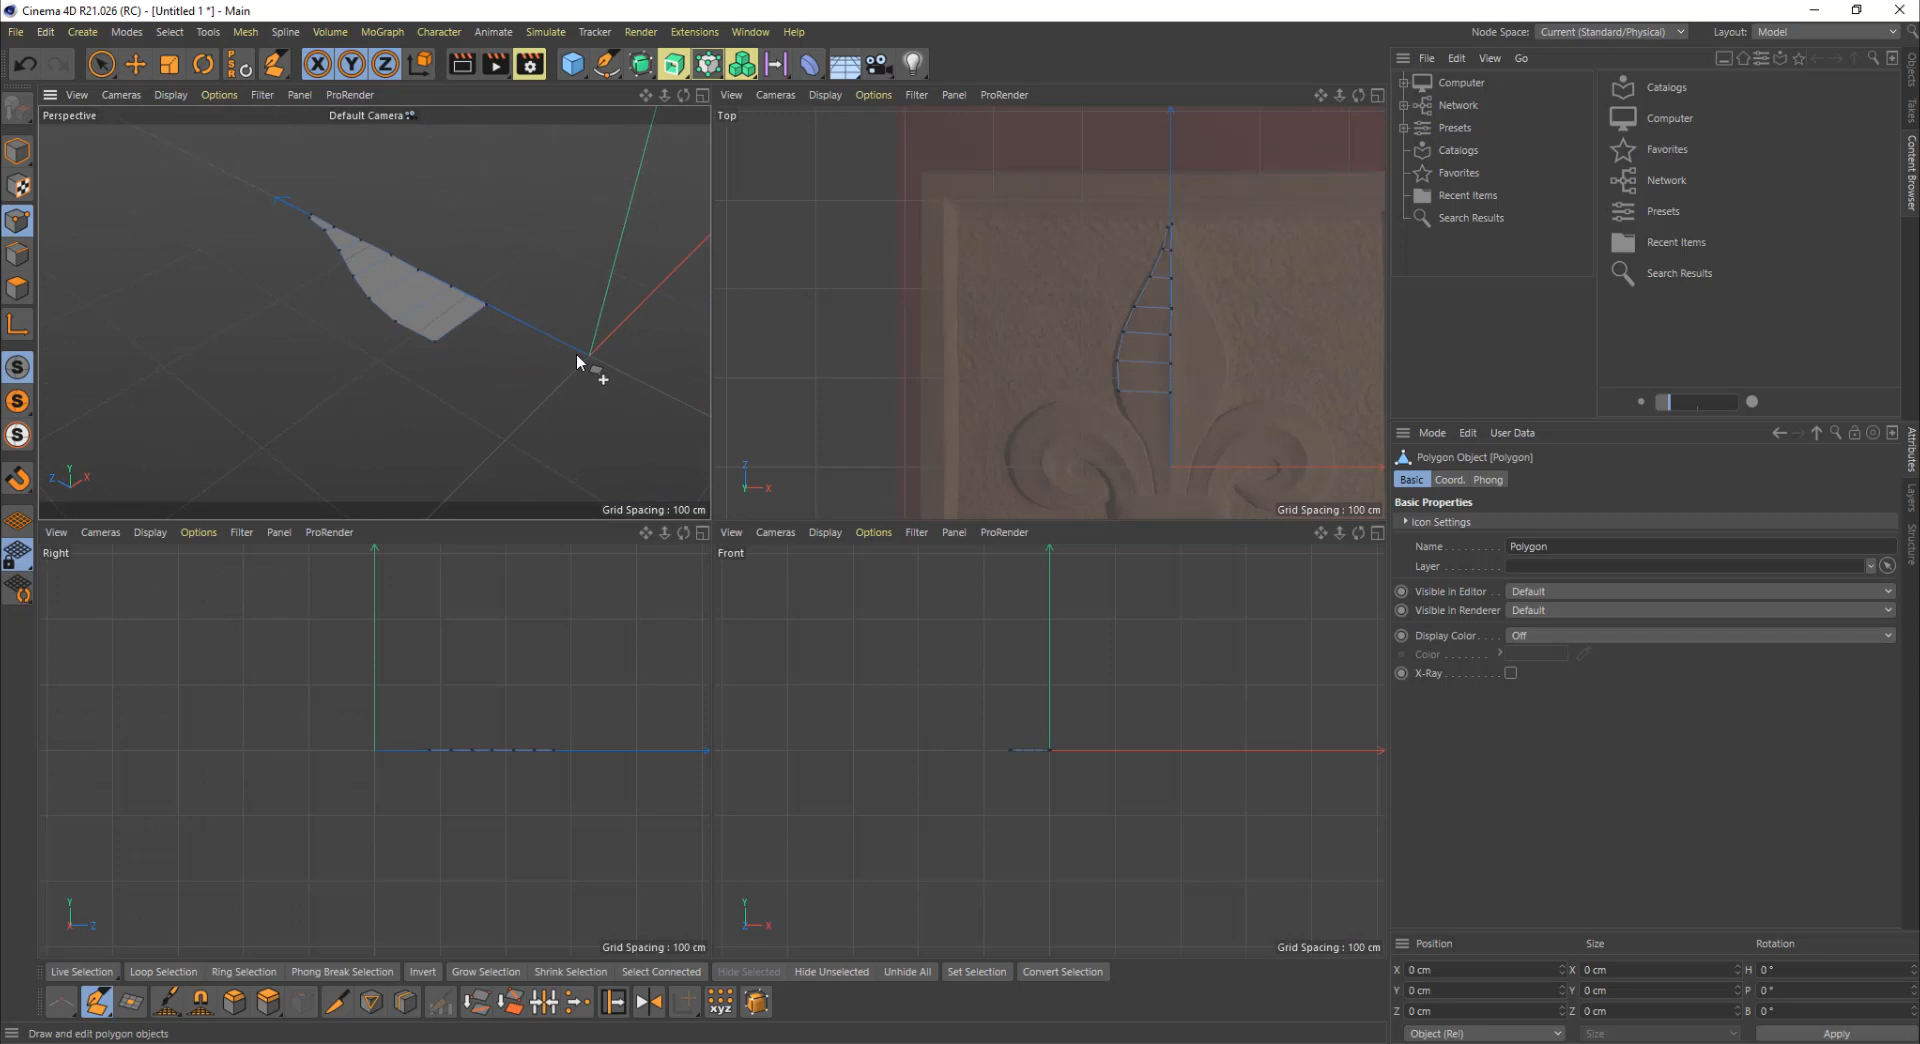 Cinema 4D R21.026 (RC) - [Untitled 1 *] - Main
File Edit Create Modes Select Tools Mesh Spline Volume MoGraph Character Animate Simulate Tracker Render Extensions Window Help Node Space: Current (Standard/Physical) Layout: Model
PSR X Y Z
View Cameras Display Options Filter Panel ProRender
View Cameras Display Options Filter Panel ProRender
File Edit View Go
Perspective Default Camera
Top
Computer
Network
Presets
Catalogs
Favorites
Recent Items
Search Results
Catalogs
Computer
Favorites
Network
Presets
Recent Items
Search Results
Objects
Takes
Content Browser
S
S
S
Y
Z X
Grid Spacing : 100 cm
Z
Y X
Grid Spacing : 100 cm
Mode Edit User Data
Polygon Object [Polygon]
Basic Coord. Phong
Basic Properties
Icon Settings
Name Polygon
Layer
Visible in Editor Default
Visible in Renderer Default
Display Color Off
Color
X-Ray
Attributes
Layers
Structure
View Cameras Display Options Filter Panel ProRender
View Cameras Display Options Filter Panel ProRender
Right
Front
Y
X Z
Grid Spacing : 100 cm
Y
Z X
Grid Spacing : 100 cm
Position Size Rotation
X 0 cm X 0 cm H 0 °
Y 0 cm Y 0 cm P 0 °
Z 0 cm Z 0 cm B 0 °
Object (Rel) Size Apply
Live Selection Loop Selection Ring Selection Phong Break Selection Invert Grow Selection Shrink Selection Select Connected Hide Selected Hide Unselected Unhide All Set Selection Convert Selection
xyz
Draw and edit polygon objects